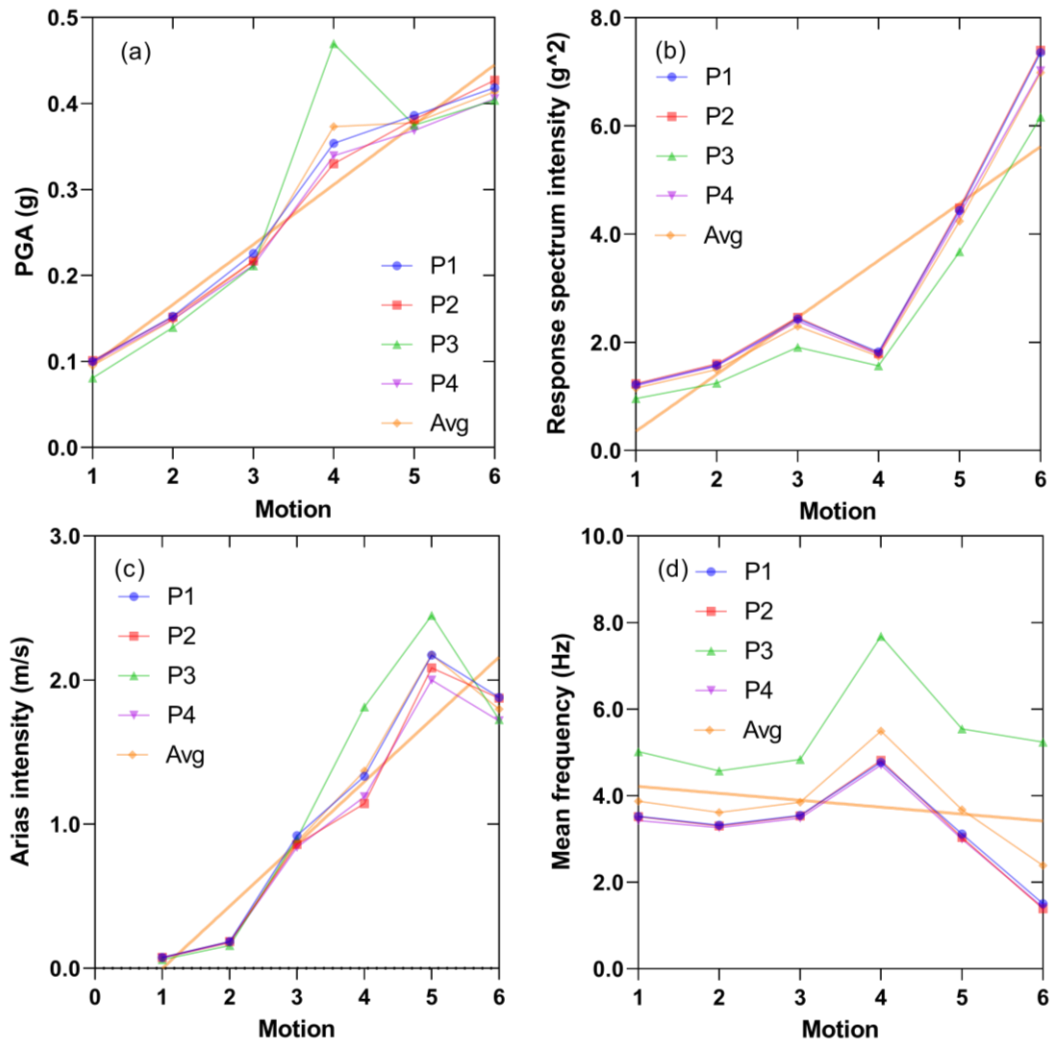 (a)
PGA (g)
0.5
0.4
0.3
0.2
0.1
0.0
P1
P2
P3
P4
Avg
1 2 3 4 5 6
Motion
(b)
Response spectrum intensity (g^2)
8.0
6.0
4.0
2.0
0.0
P1
P2
P3
P4
Avg
1 2 3 4 5 6
Motion
(c)
Arias intensity (m/s)
3.0
2.0
1.0
0.0
P1
P2
P3
P4
Avg
0 1 2 3 4 5 6
Motion
(d)
Mean frequency (Hz)
10.0
8.0
6.0
4.0
2.0
0.0
P1
P2
P3
P4
Avg
1 2 3 4 5 6
Motion